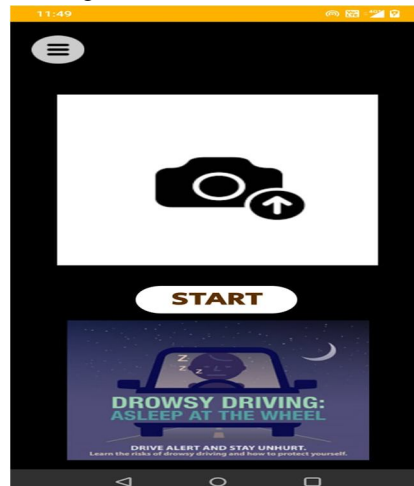 11:49
START
Z
Z
Z
DROWSY DRIVING:
ASLEEP AT THE WHEEL
DRIVE ALERT AND STAY UNHURT.
Learn the risks of drowsy driving and how to protect yourself.